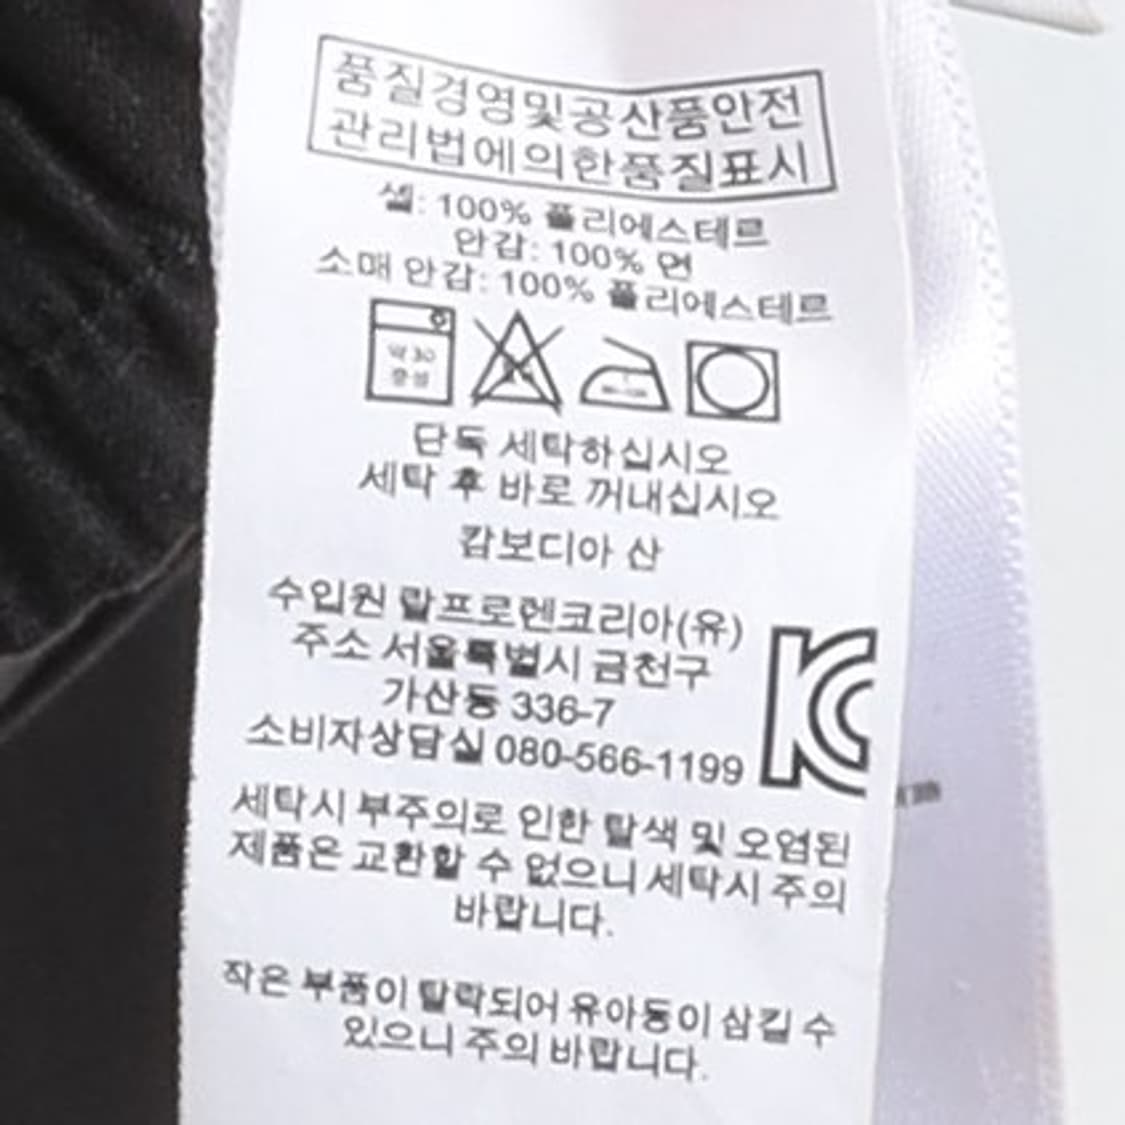 품질경영및공산품안전
관리법에의한품질표시
셀: 100% 폴리에스테르
안감: 100% 면
소매 안감: 100% 폴리에스테르
약 30
중성
단독 세탁하십시오
세탁 후 바로 꺼내십시오
캄보디아 산
수입원 랄프로렌코리아(유)
주소 서울특별시 금천구
가산동 336-7
소비자상담실 080-566-1199
세탁시 부주의로 인한 탈색 및 오염된
제품은 교환할 수 없으니 세탁시 주의
바랍니다.
작은 부품이 탈락되어 유아동이 삼킬 수
있으니 주의 바랍니다.